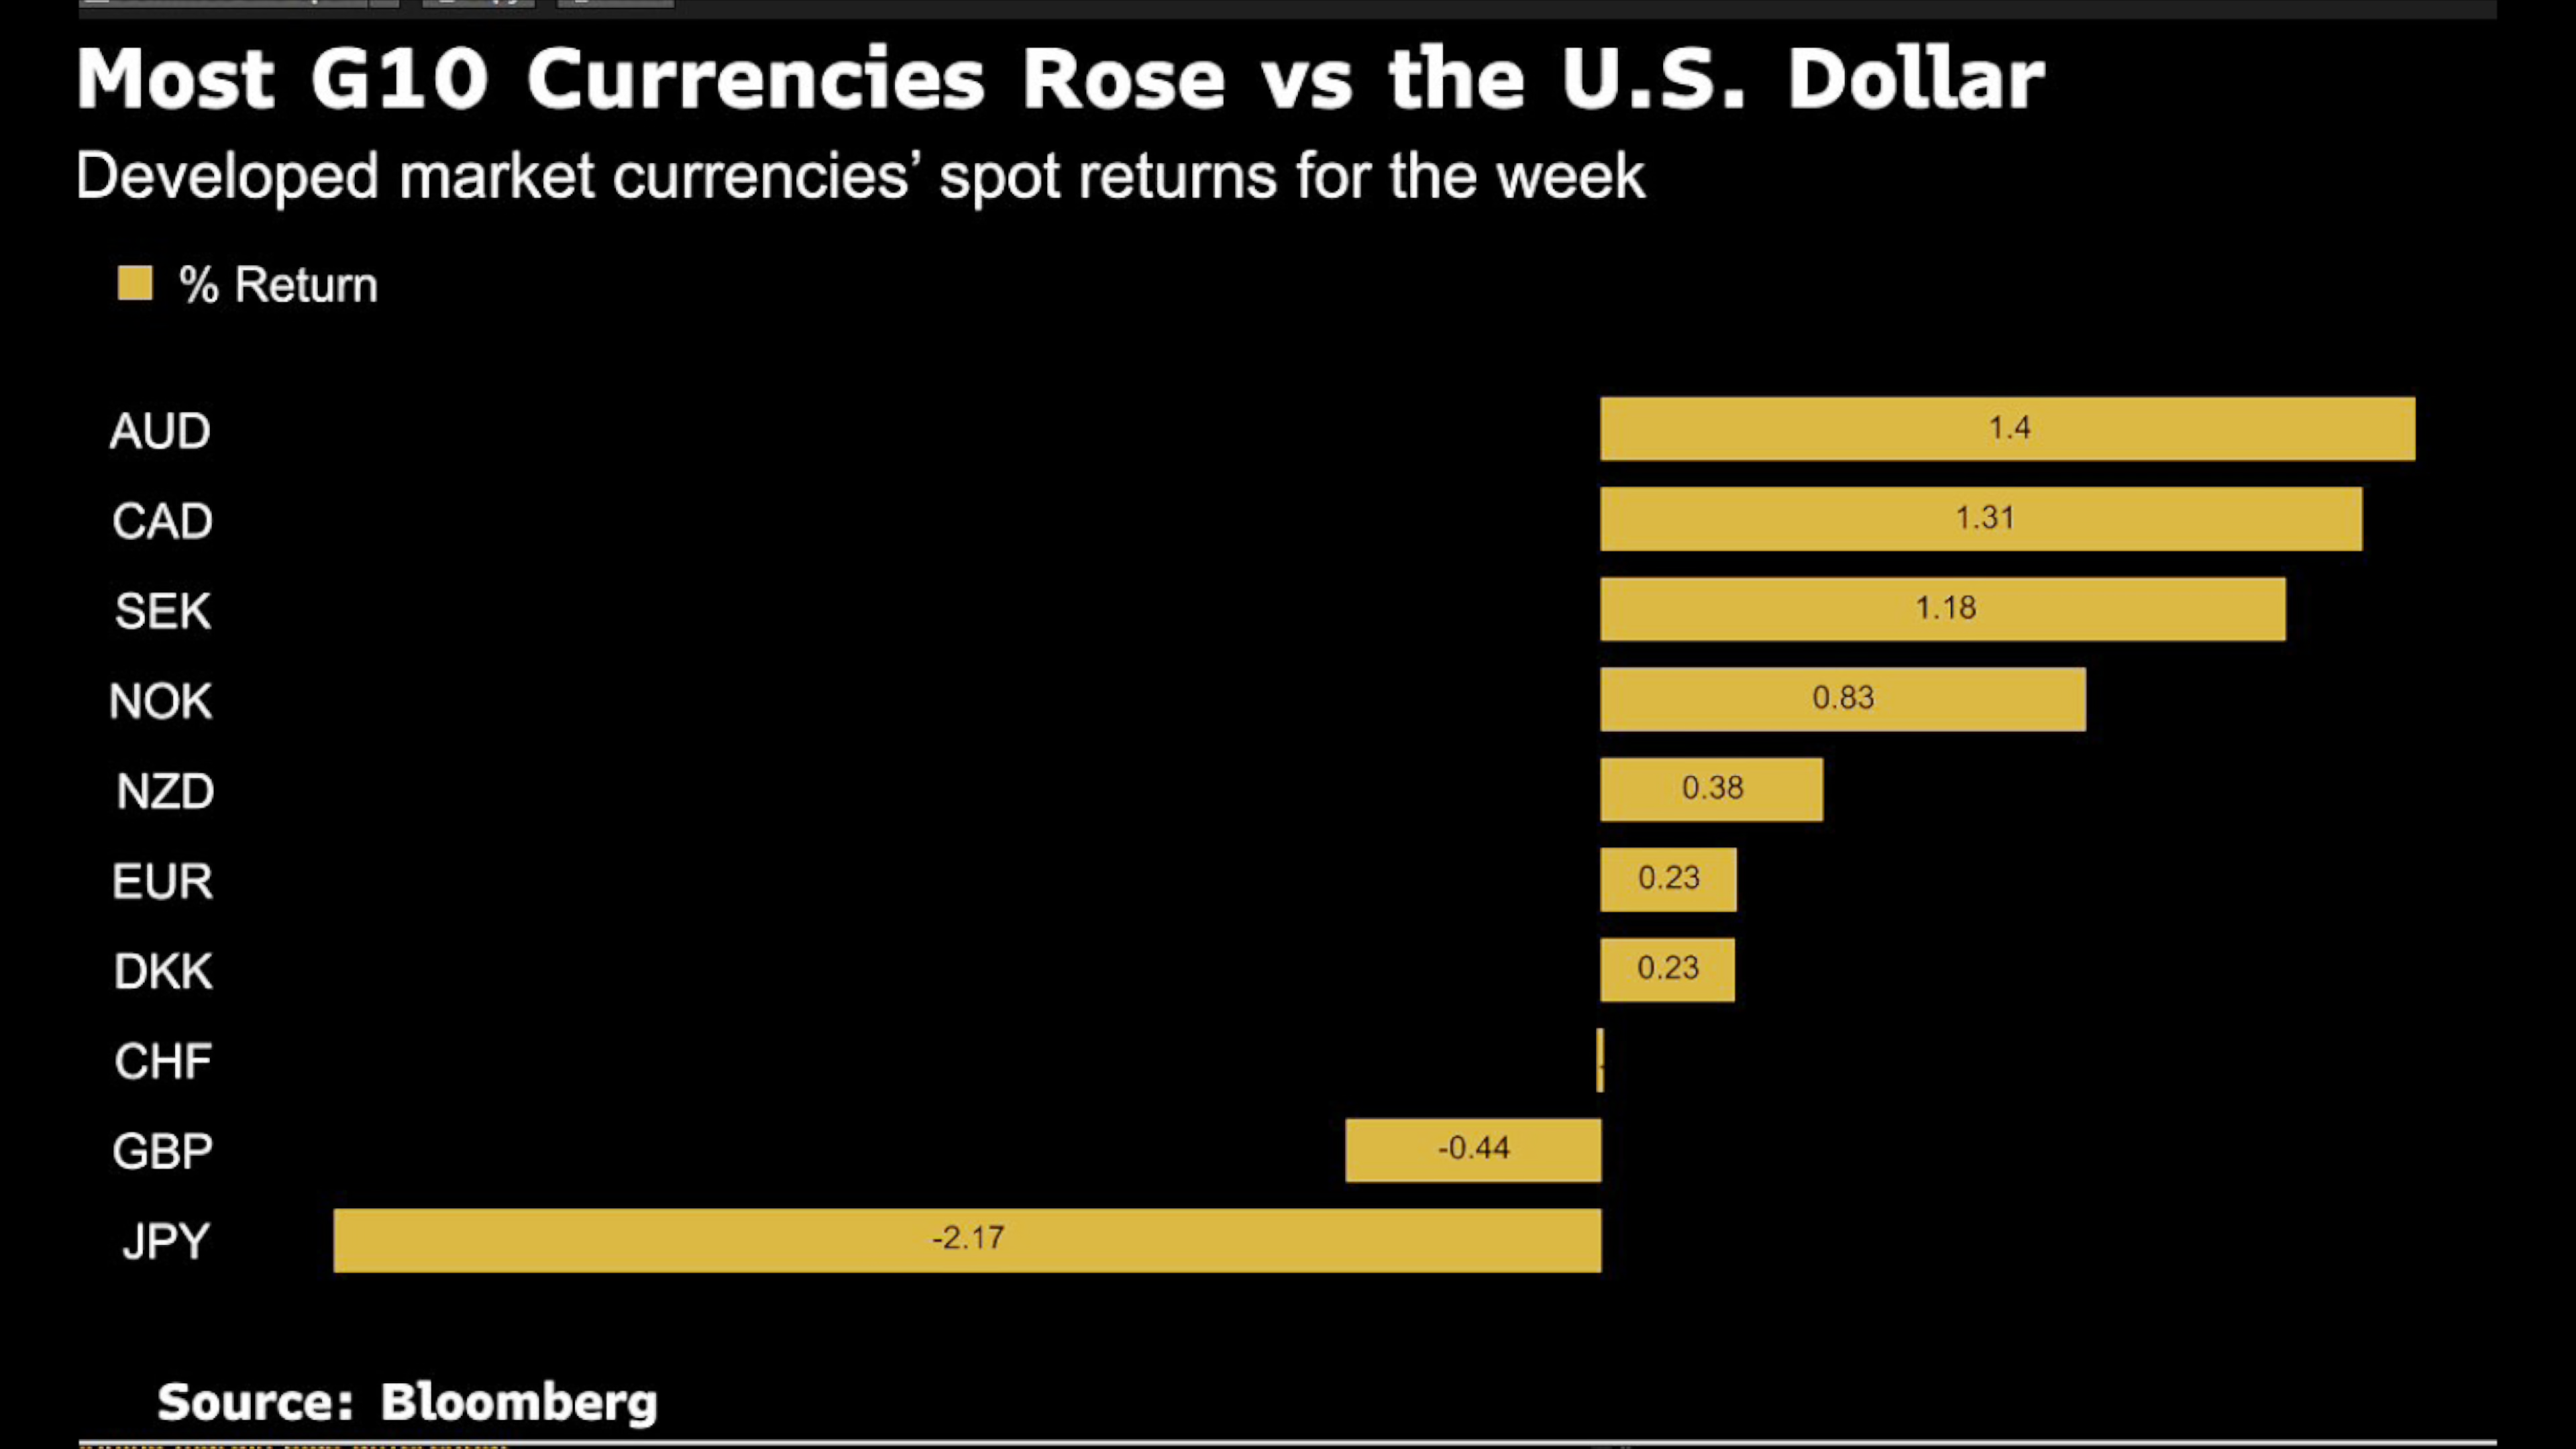 Most G10 Currencies Rose vs the U.S. Dollar
Developed market currencies’ spot returns for the week
% Return
AUD 1.4
CAD 1.31
SEK 1.18
NOK 0.83
NZD 0.38
EUR 0.23
DKK 0.23
CHF
GBP -0.44
JPY -2.17
Source: Bloomberg